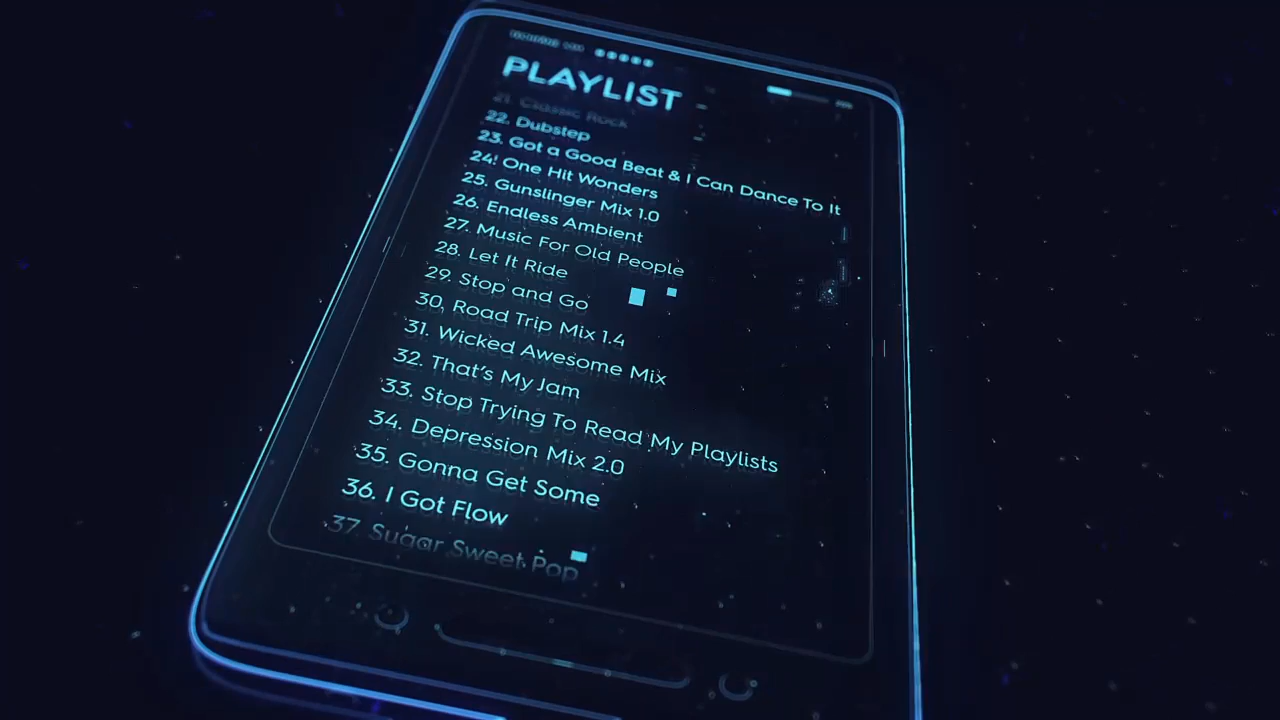 PLAYLIST
21. Classic Rock
22. Dubstep
23. Got a Good Beat & I Can Dance To It
24! One Hit Wonders
25. Gunslinger Mix 1.0
26. Endless Ambient
27. Music For Old People
28. Let It Ride
29. Stop and Go
30. Road Trip Mix 1.4
31. Wicked Awesome Mix
32. That's My Jam
33. Stop Trying To Read My Playlists
34. Depression Mix 2.0
35. Gonna Get Some
36. I Got Flow
37 Sugar Sweet Pop